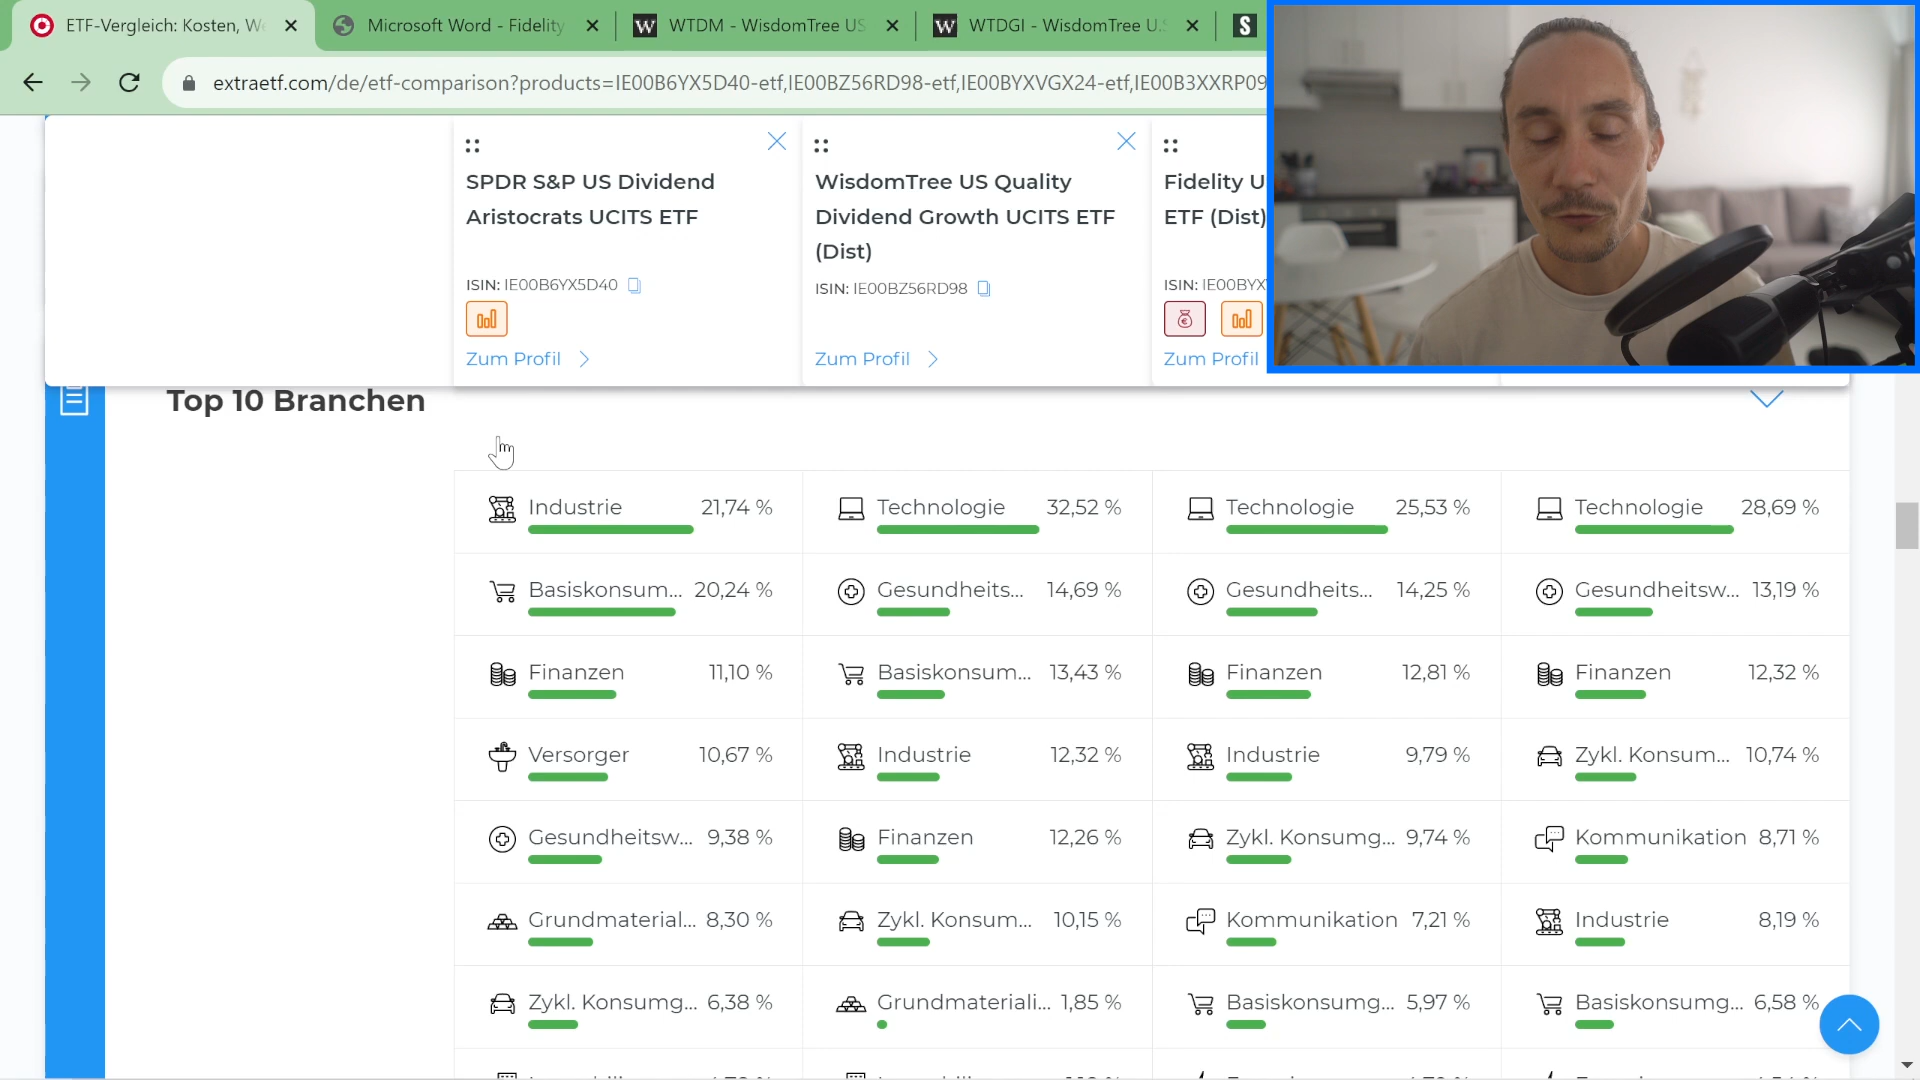 ETF-Vergleich: Kosten, We
Microsoft Word - Fidelity
WTDM - WisdomTree US
WTDGI - WisdomTree U.S
extraetf.com/de/etf-comparison?products=IE00B6YX5D40-etf,IE00BZ56RD98-etf,IE00BYXVGX24-etf,IE00B3XXRP09
SPDR S&P US Dividend
Aristocrats UCITS ETF
ISIN: IE00B6YX5D40
Zum Profil
WisdomTree US Quality
Dividend Growth UCITS ETF
(Dist)
ISIN: IE00BZ56RD98
Zum Profil
Fidelity U
ETF (Dist)
ISIN: IE00BYX
Zum Profil
Top 10 Branchen
Industrie 21,74 %
Technologie 32,52 %
Technologie 25,53 %
Technologie 28,69 %
Basiskonsum... 20,24 %
Gesundheits... 14,69 %
Gesundheits... 14,25 %
Gesundheitsw... 13,19 %
Finanzen 11,10 %
Basiskonsum... 13,43 %
Finanzen 12,81 %
Finanzen 12,32 %
Versorger 10,67 %
Industrie 12,32 %
Industrie 9,79 %
Zykl. Konsum... 10,74 %
Gesundheitsw... 9,38 %
Finanzen 12,26 %
Zykl. Konsumg... 9,74 %
Kommunikation 8,71 %
Grundmaterial... 8,30 %
Zykl. Konsum... 10,15 %
Kommunikation 7,21 %
Industrie 8,19 %
Zykl. Konsumg... 6,38 %
Grundmateriali... 1,85 %
Basiskonsumg... 5,97 %
Basiskonsumg... 6,58 %